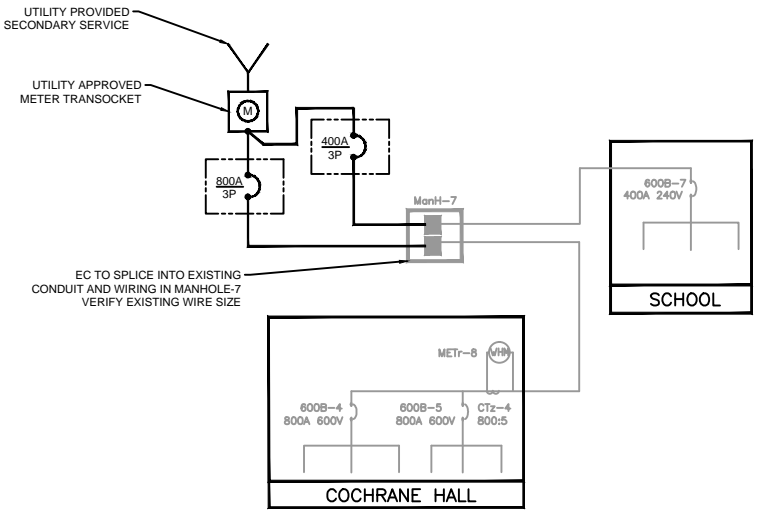 UTILITY PROVIDED
SECONDARY SERVICE
UTILITY APPROVED
METER TRANSOCKET
M
400A
3P
800A
3P
ManH-7
600B-7
400A 240V
EC TO SPLICE INTO EXISTING
CONDUIT AND WIRING IN MANHOLE-7
VERIFY EXISTING WIRE SIZE
SCHOOL
METr-8
WHM
600B-4
800A 600V
600B-5
800A 600V
CTz-4
800:5
COCHRANE HALL